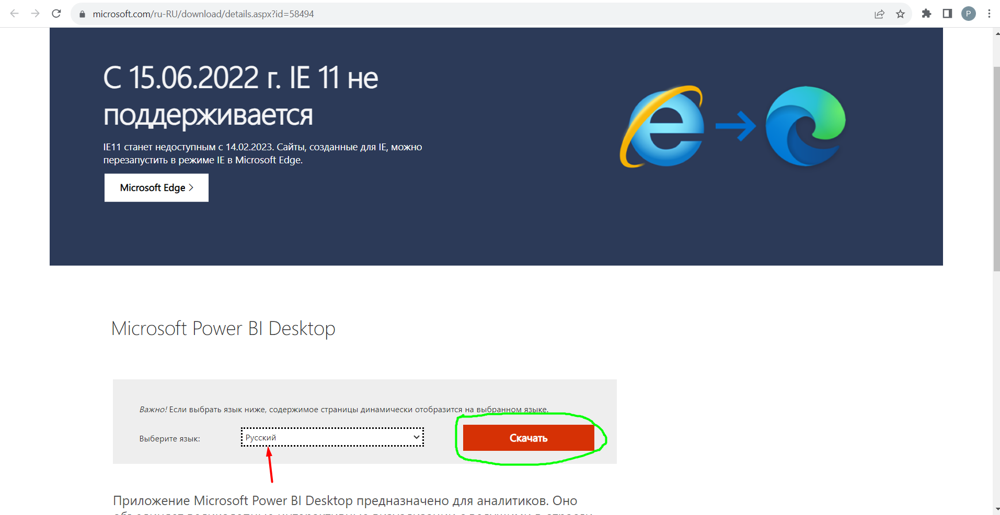 microsoft.com/ru-RU/download/details.aspx?id=58494
P
С 15.06.2022 г. IE 11 не
поддерживается
IE11 станет недоступным с 14.02.2023. Сайты, созданные для IE, можно
перезапустить в режиме IE в Microsoft Edge.
Microsoft Edge >
Microsoft Power BI Desktop
Важно! Если выбрать язык ниже, содержимое страницы динамически отобразится на выбранном языке.
Выберите язык:
Русский
Скачать
Приложение Microsoft Power BI Desktop предназначено для аналитиков. Оно